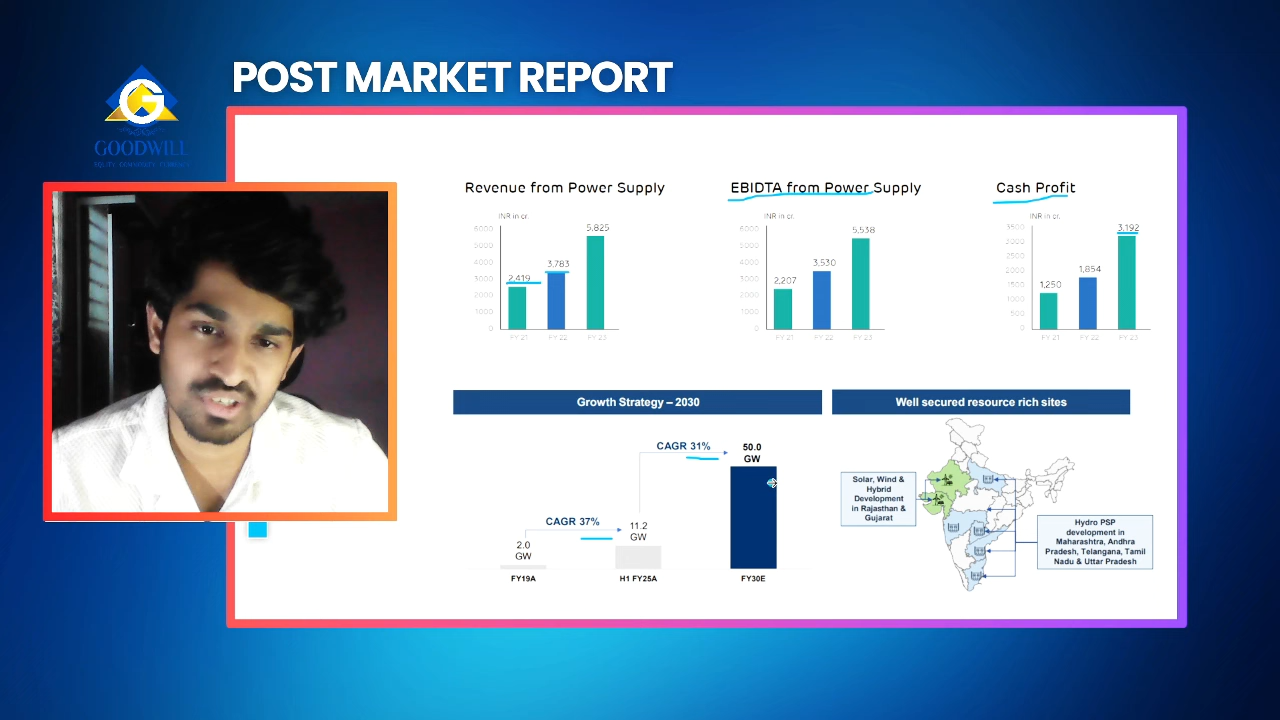 POST MARKET REPORT
GOODWILL
Revenue from Power Supply
INR in cr.
6000
5000
4000
3000
2000
1000
0
2,419
3,783
5,825
FY 21
FY 22
FY 23
EBIDTA from Power Supply
INR in cr.
6000
5000
4000
3000
2000
1000
0
2,207
3,530
5,538
FY 21
FY 22
FY 23
Cash Profit
INR in cr.
3500
3000
2500
2000
1500
1000
500
0
1,250
1,854
3,192
FY 21
FY 22
FY 23
Growth Strategy – 2030
CAGR 37%
CAGR 31%
2.0
GW
11.2
GW
50.0
GW
FY19A
H1 FY25A
FY30E
Well secured resource rich sites
Solar, Wind &
Hybrid
Development
in Rajasthan &
Gujarat
Hydro PSP
development in
Maharashtra, Andhra
Pradesh, Telangana, Tamil
Nadu & Uttar Pradesh